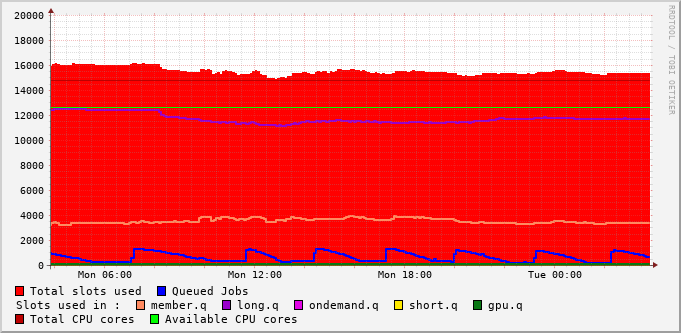 RRDTOOL / TOBI OETIKER
20000
18000
16000
14000
12000
10000
8000
6000
4000
2000
0
Mon 06:00 Mon 12:00 Mon 18:00 Tue 00:00
Total slots used Queued Jobs
Slots used in : member.q long.q ondemand.q short.q gpu.q
Total CPU cores Available CPU cores